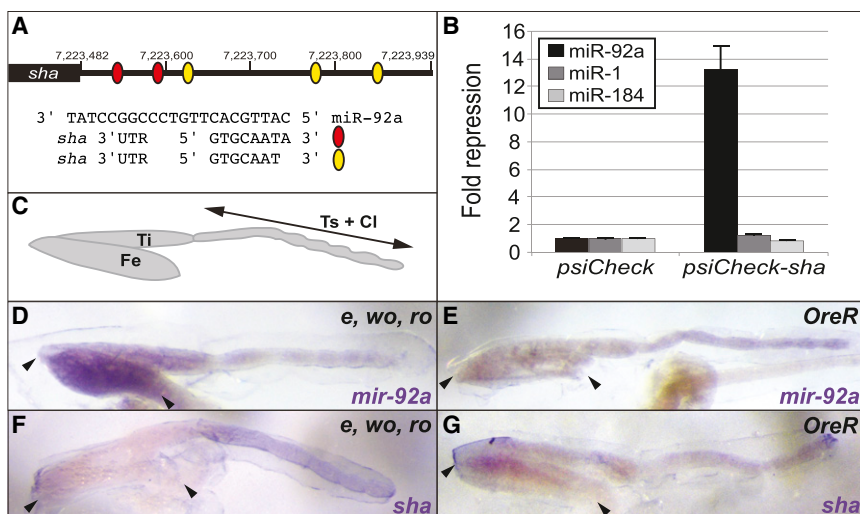 A
7,223,482 7,223,600 7,223,700 7,223,800 7,223,939
sha
3' TATCCGGCCCTGTTCACGTTAC 5' miR-92a
sha 3'UTR 5' GTGCAATA 3'
sha 3'UTR 5' GTGCAAT 3'
B
Fold repression
16
14
12
10
8
6
4
2
0
miR-92a
miR-1
miR-184
psiCheck psiCheck-sha
C
Ti
Fe
Ts + Cl
D
e, wo, ro
mir-92a
E
OreR
mir-92a
F
e, wo, ro
sha
G
OreR
sha